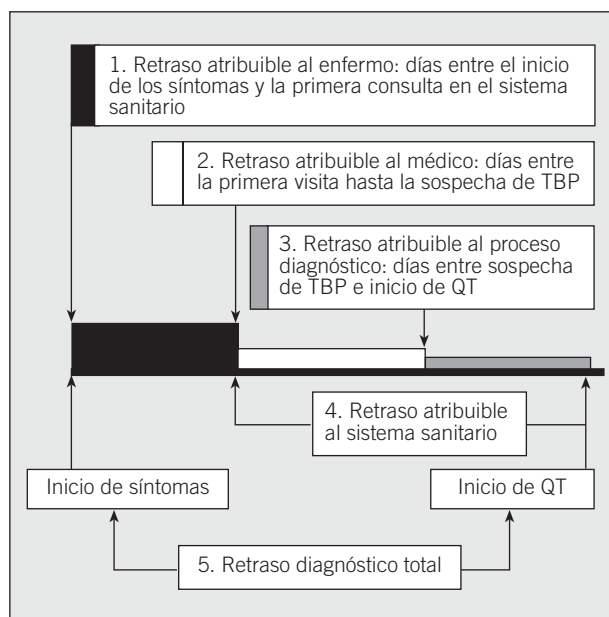 1. Retraso atribuible al enfermo: días entre el inicio
de los síntomas y la primera consulta en el sistema
sanitario
2. Retraso atribuible al médico: días entre
la primera visita hasta la sospecha de TBP
3. Retraso atribuible al proceso
diagnóstico: días entre sospecha
de TBP e inicio de QT
4. Retraso atribuible
al sistema sanitario
Inicio de síntomas
Inicio de QT
5. Retraso diagnóstico total